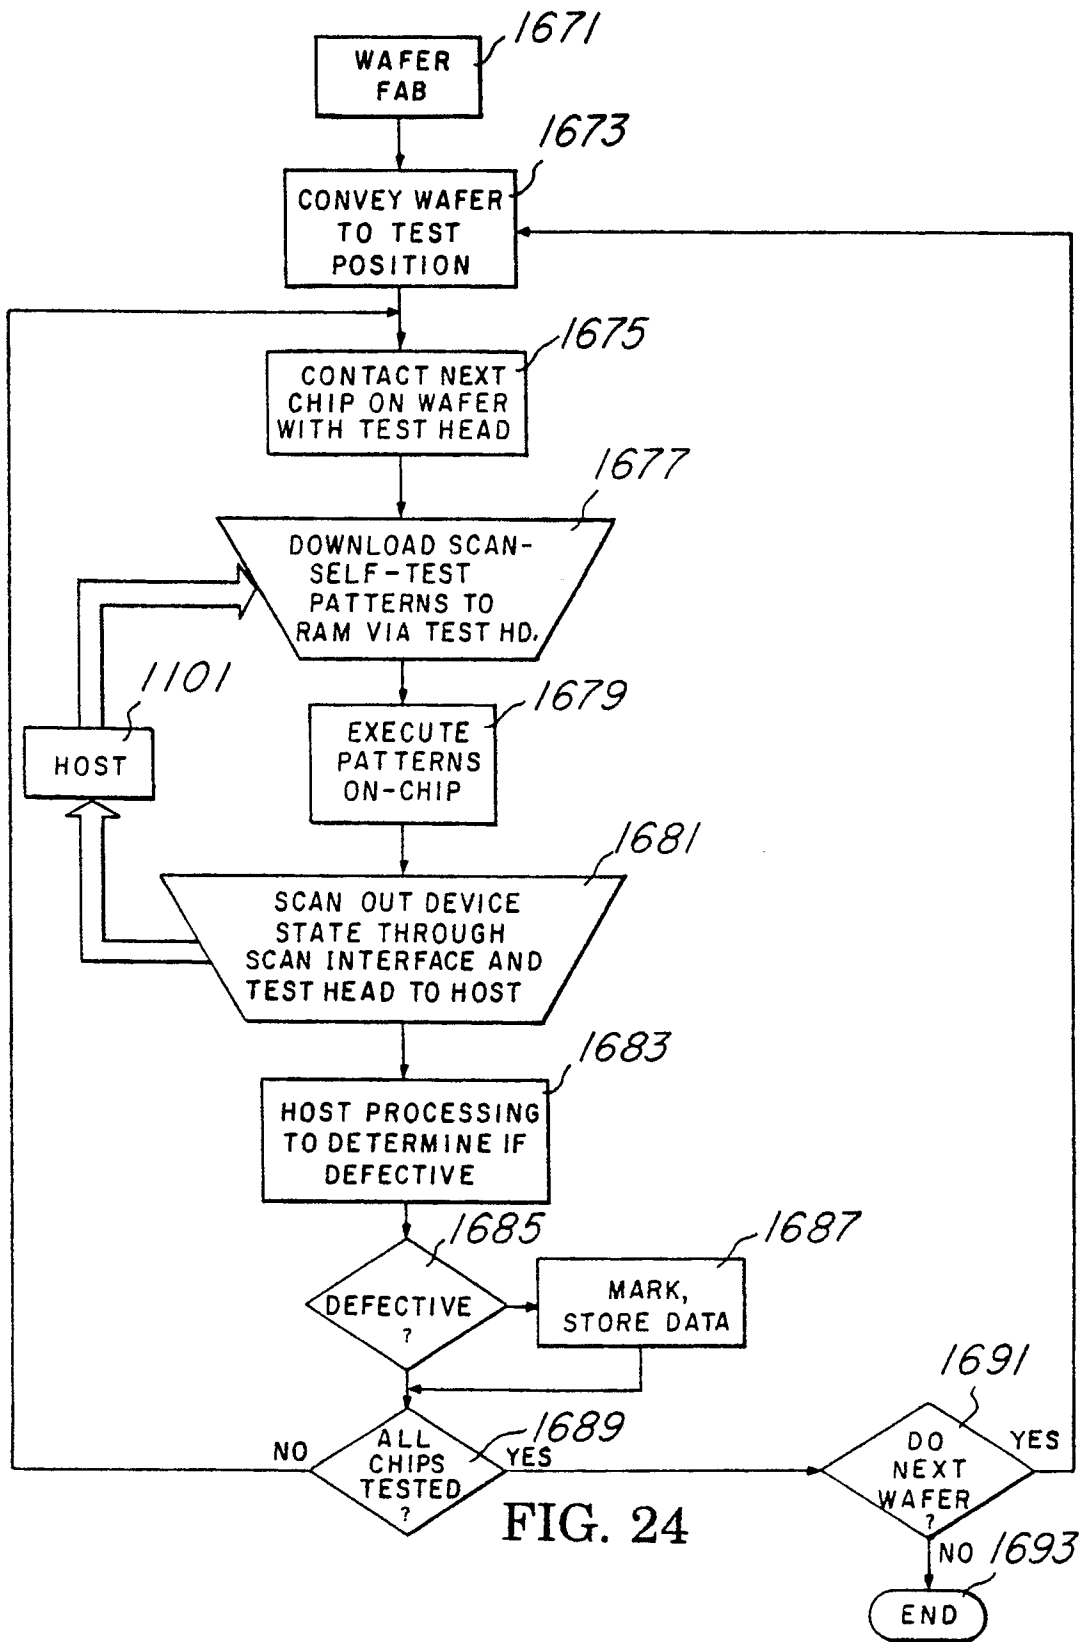 1671
WAFER
FAB
1673
CONVEY WAFER
TO TEST
POSITION
1675
CONTACT NEXT
CHIP ON WAFER
WITH TEST HEAD
1677
DOWNLOAD SCAN-
SELF-TEST
PATTERNS TO
RAM VIA TEST HD.
1101
HOST
1679
EXECUTE
PATTERNS
ON-CHIP
1681
SCAN OUT DEVICE
STATE THROUGH
SCAN INTERFACE AND
TEST HEAD TO HOST
1683
HOST PROCESSING
TO DETERMINE IF
DEFECTIVE
1685
DEFECTIVE
?
1687
MARK,
STORE DATA
1689
NO
ALL
CHIPS
TESTED
?
YES
1691
DO
NEXT
WAFER
?
YES
NO
1693
END
FIG. 24